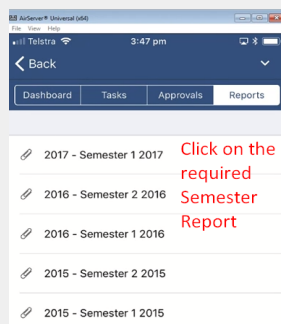 AirServer® Universal (x64)
File View Help
Telstra 3:47 pm
Back
Dashboard Tasks Approvals Reports
2017 - Semester 1 2017
2016 - Semester 2 2016
2016 - Semester 1 2016
2015 - Semester 2 2015
2015 - Semester 1 2015
Click on the
required
Semester
Report